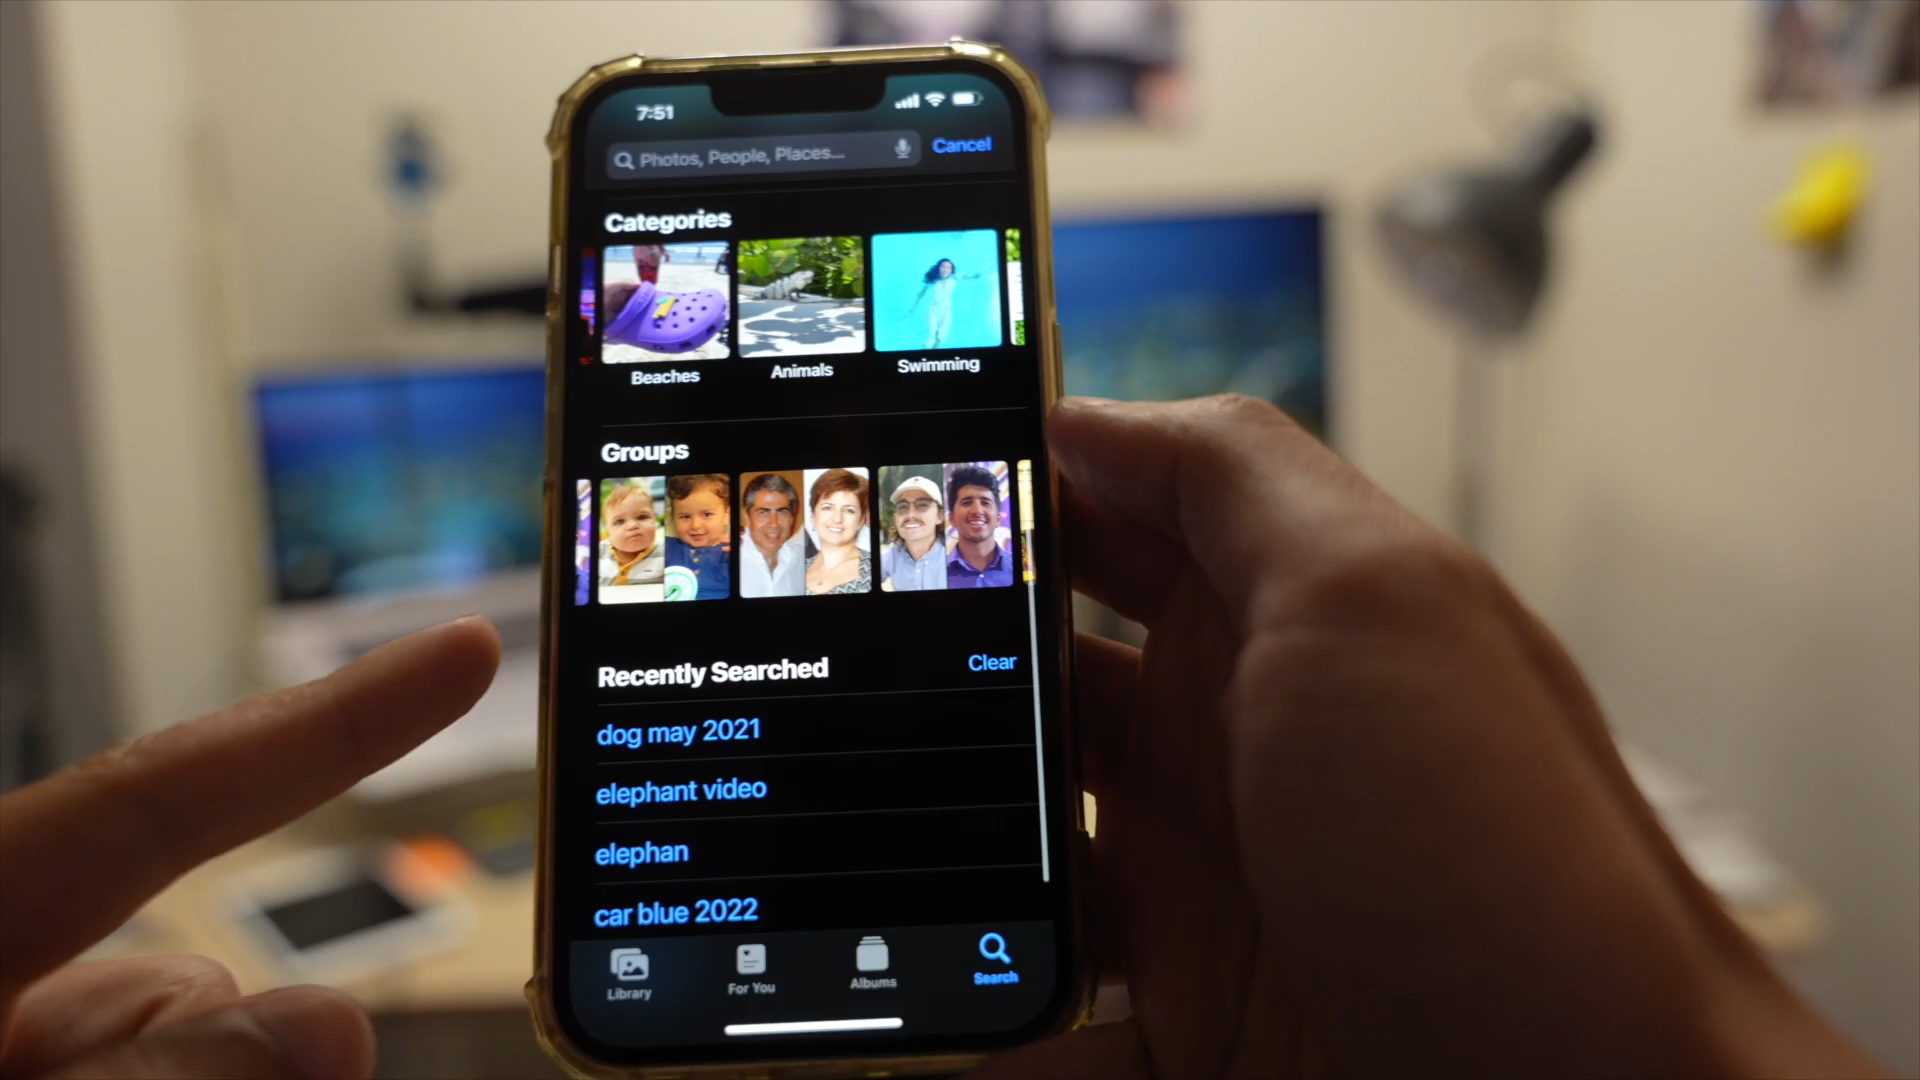 7:51
Photos, People, Places...
Cancel
Categories
Beaches
Animals
Swimming
Groups
Recently Searched
Clear
dog may 2021
elephant video
elephan
car blue 2022
Library
For You
Albums
Search